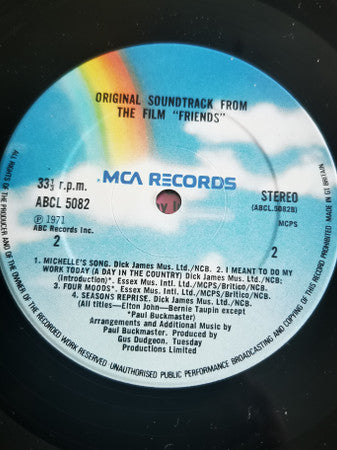 ORIGINAL SOUNDTRACK FROM
THE FILM "FRIENDS"
MCA RECORDS
33⅓ r.p.m.
ABCL 5082
STEREO
(ABCL.5082B)
MCPS
℗ 1971
ABC Records Inc.
2
2
1. MICHELLE'S SONG. Dick James Mus./NCB.
2. I MEANT TO DO MY
WORK TODAY (A DAY IN THE COUNTRY)
(Introduction)*. Essex Mus. Intl. Ltd./MCPS/Britico/NCB.
3. FOUR MOODS*. Essex Mus. Intl. Ltd./MCPS/Britico/NCB.
4. SEASONS REPRISE. Dick James Mus. Ltd./NCB.
(All titles—Elton John—Bernie Taupin except
*Paul Buckmaster)
Arrangements and Additional Music by
Paul Buckmaster. Produced by
Gus Dudgeon. Tuesday
Productions Limited
ALL RIGHTS OF THE PRODUCER AND OF THE OWNER OF THE RECORDED WORK RESERVED · UNAUTHORISED PUBLIC PERFORMANCE BROADCASTING AND COPYING OF THIS RECORD PROHIBITED MADE IN GT BRITAIN